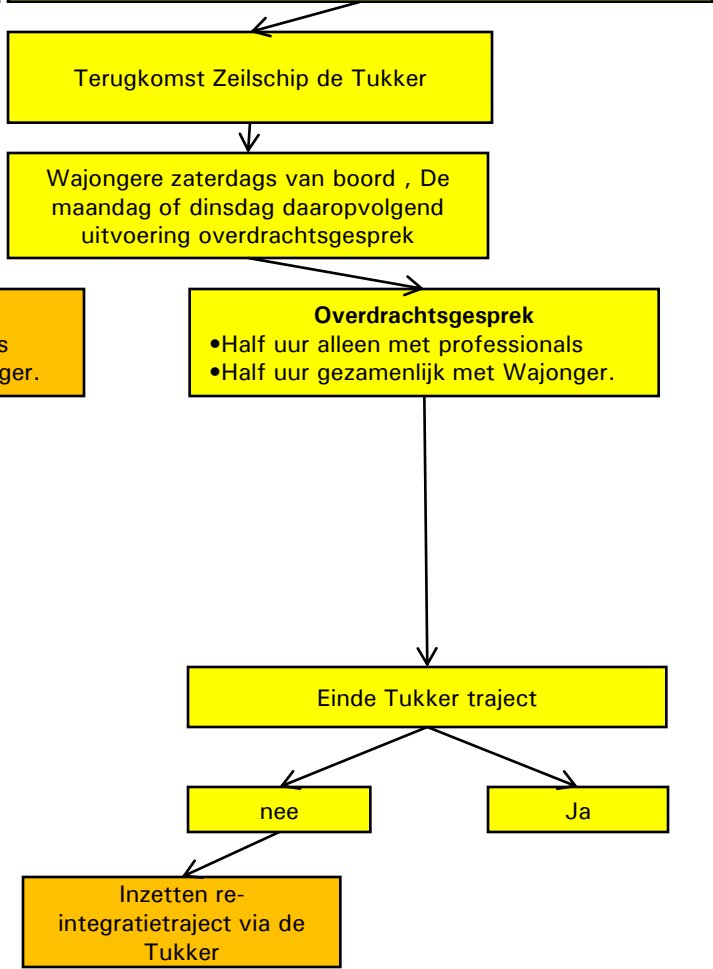 Terugkomst Zeilschip de Tukker
Wajongere zaterdags van boord , De
maandag of dinsdag daaropvolgend
uitvoering overdrachtsgesprek
s
ger.
Overdrachtsgesprek
•Half uur alleen met professionals
•Half uur gezamenlijk met Wajonger.
Einde Tukker traject
nee
Ja
Inzetten re-
integratietraject via de
Tukker